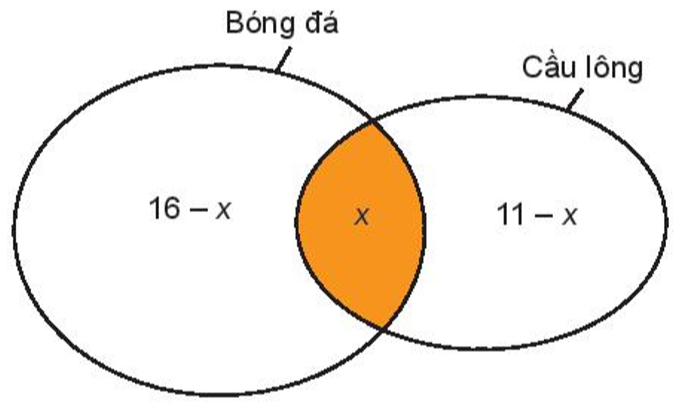 Bóng đá
Cầu lông
16 – x
x
11 – x